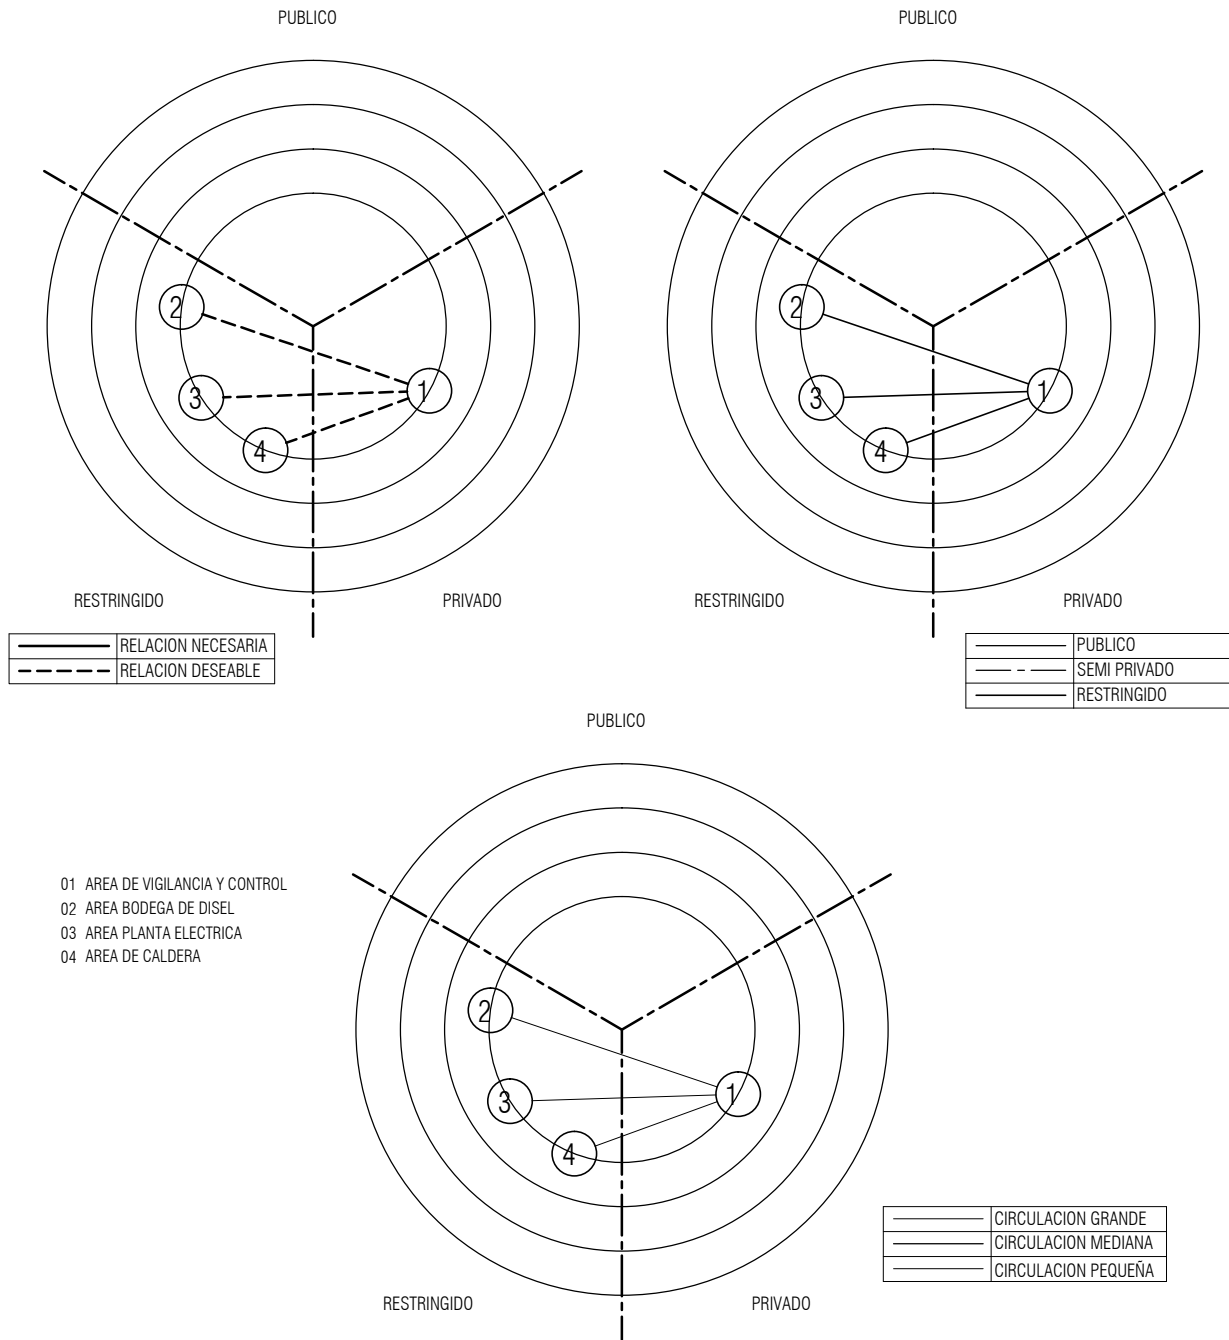 PUBLICO
2
3
4
1
RESTRINGIDO
PRIVADO
RELACION NECESARIA
RELACION DESEABLE
PUBLICO
2
3
4
1
RESTRINGIDO
PRIVADO
PUBLICO
SEMI PRIVADO
RESTRINGIDO
PUBLICO
01 AREA DE VIGILANCIA Y CONTROL
02 AREA BODEGA DE DISEL
03 AREA PLANTA ELECTRICA
04 AREA DE CALDERA
2
3
4
1
RESTRINGIDO
PRIVADO
CIRCULACION GRANDE
CIRCULACION MEDIANA
CIRCULACION PEQUEÑA